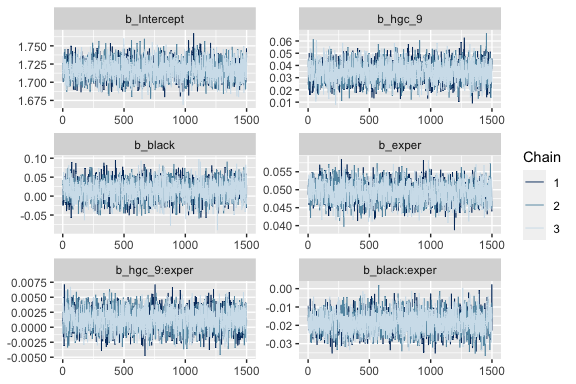 b_Intercept
1.750
1.725
1.700
1.675
0 500 1000 1500
b_hgc_9
0.06
0.05
0.04
0.03
0.02
0.01
0 500 1000 1500
b_black
0.10
0.05
0.00
-0.05
0 500 1000 1500
b_exper
0.055
0.050
0.045
0.040
0 500 1000 1500
b_hgc_9:exper
0.0075
0.0050
0.0025
0.0000
-0.0025
-0.0050
0 500 1000 1500
b_black:exper
0.00
-0.01
-0.02
-0.03
0 500 1000 1500
Chain
1
2
3